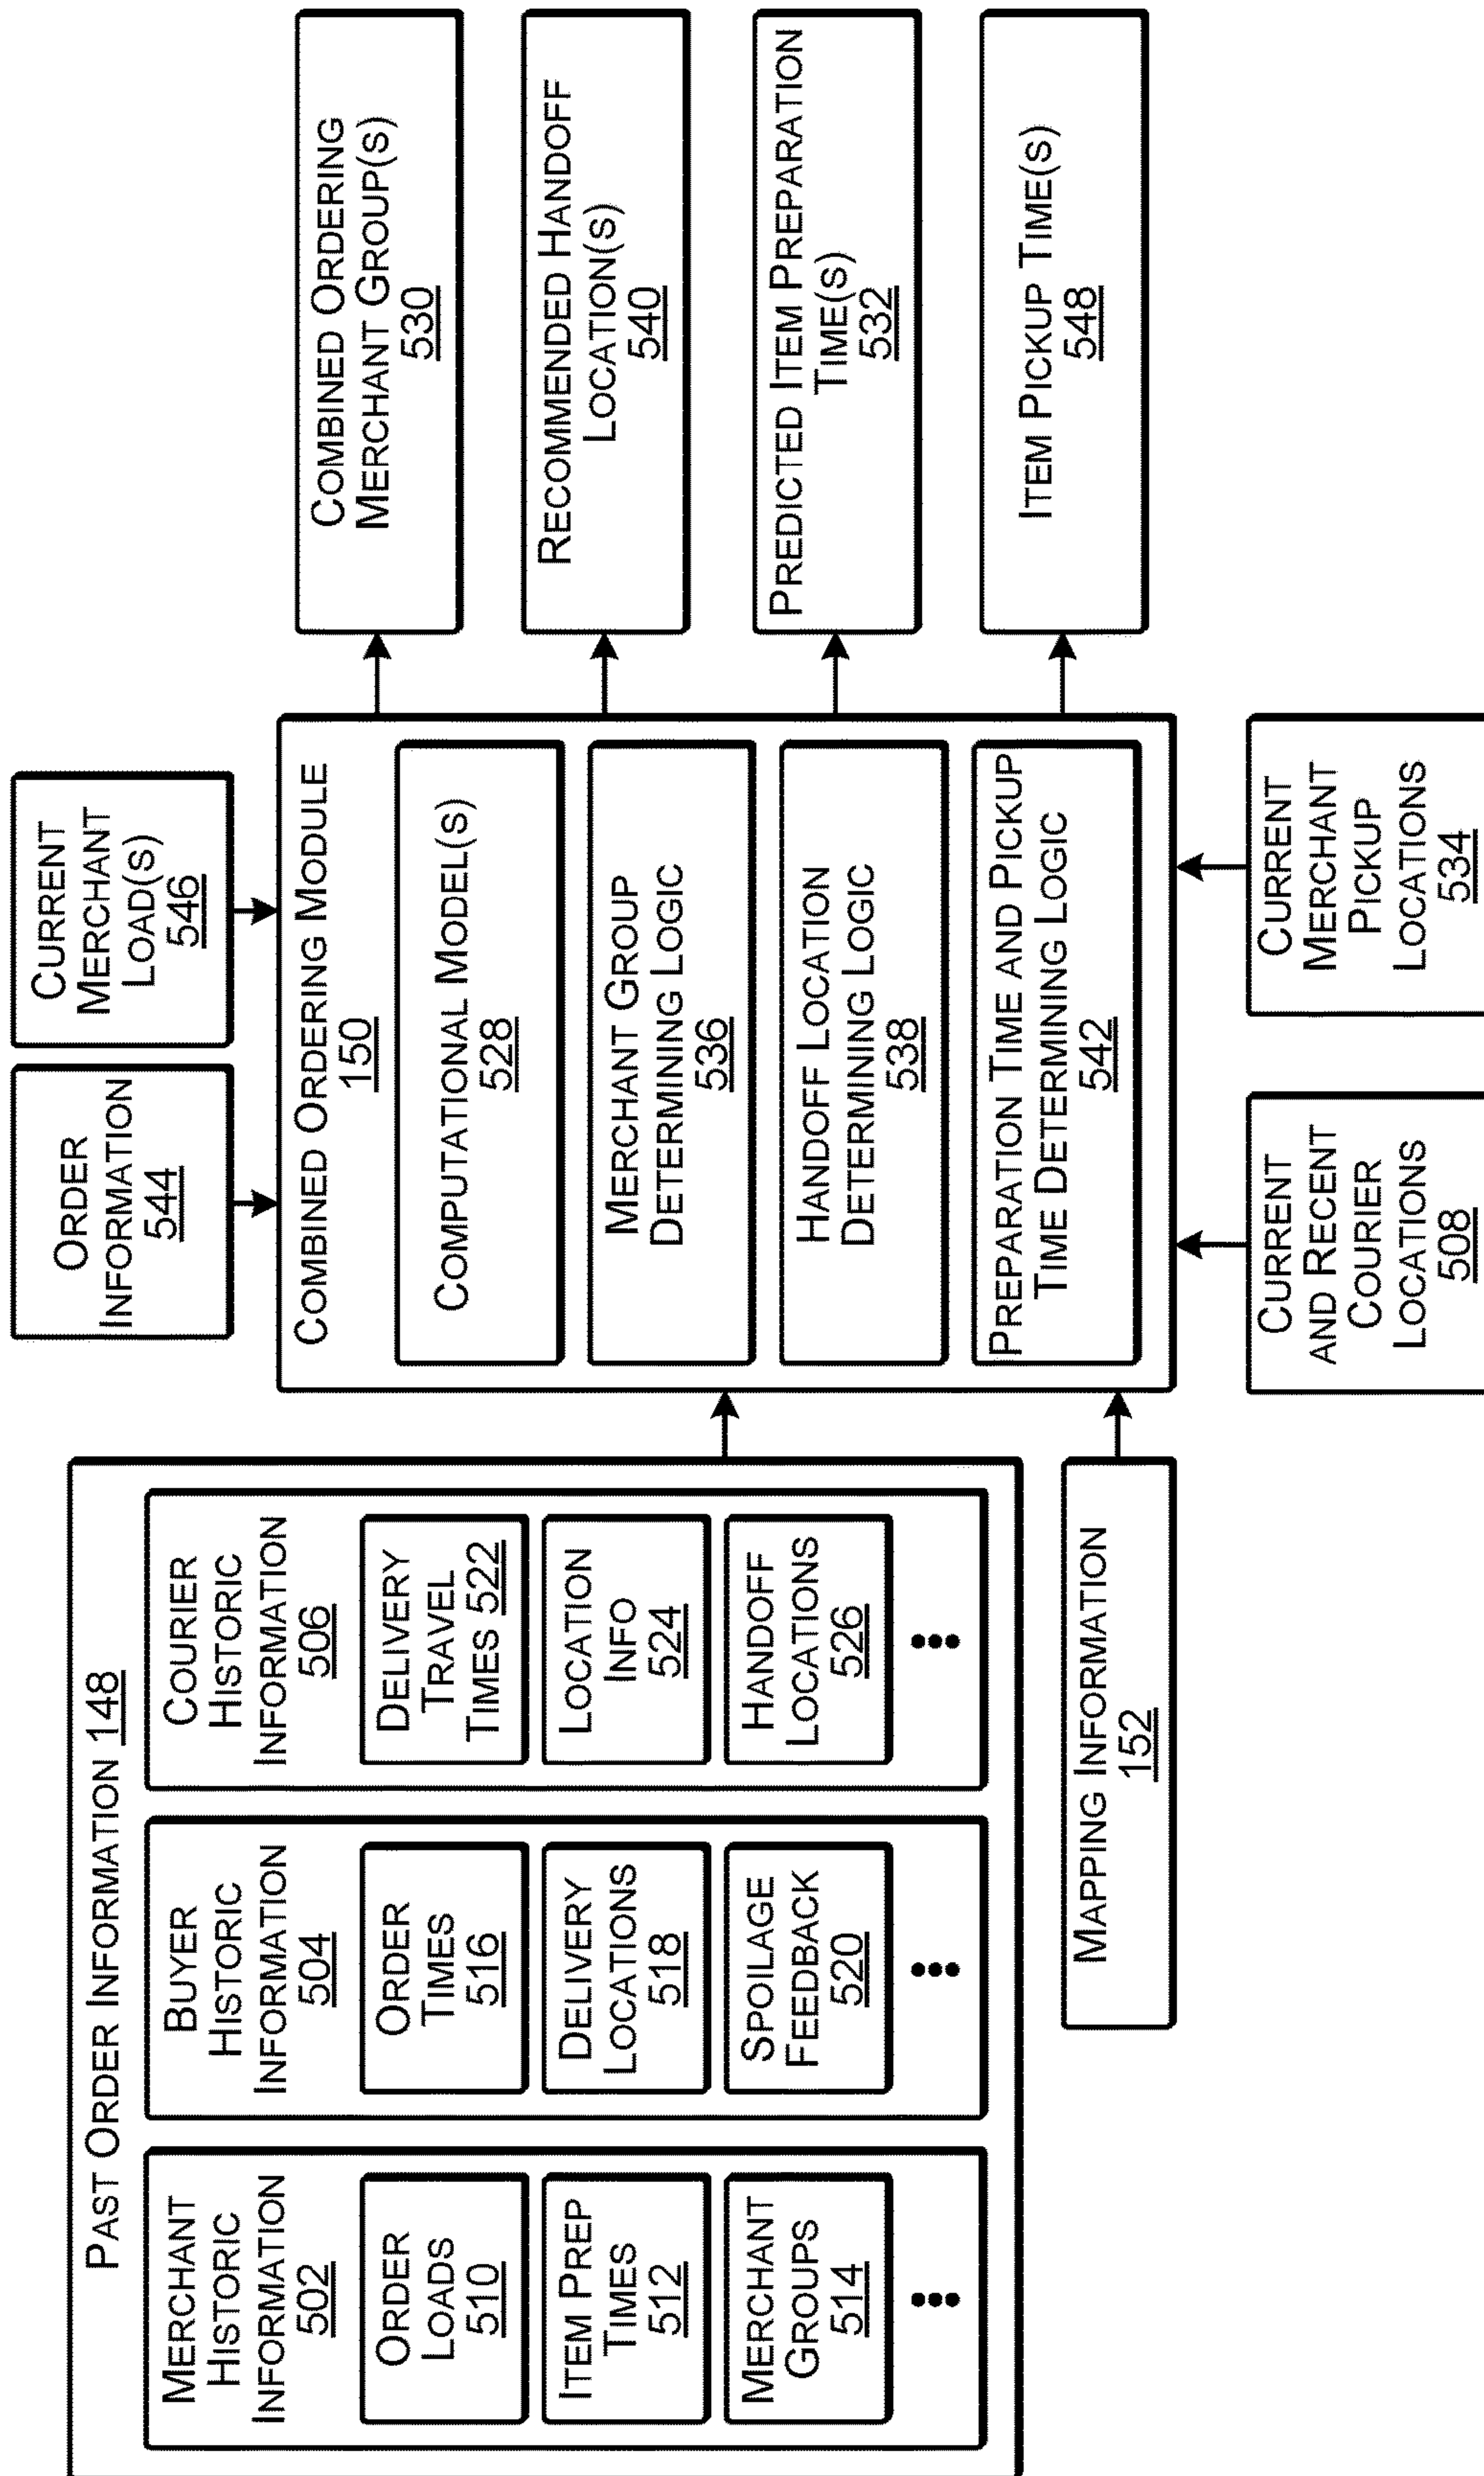 PAST ORDER INFORMATION 148
MERCHANT
HISTORIC
INFORMATION
502
ORDER
LOADS
510
ITEM PREP
TIMES
512
MERCHANT
GROUPS
514
BUYER
HISTORIC
INFORMATION
504
ORDER
TIMES
516
DELIVERY
LOCATIONS
518
SPOILAGE
FEEDBACK
520
COURIER
HISTORIC
INFORMATION
506
DELIVERY
TRAVEL
TIMES 522
LOCATION
INFO
524
HANDOFF
LOCATIONS
526
MAPPING INFORMATION
152
ORDER
INFORMATION
544
CURRENT
MERCHANT
LOAD(S)
546
COMBINED ORDERING MODULE
150
COMPUTATIONAL MODEL(S)
528
MERCHANT GROUP
DETERMINING LOGIC
536
HANDOFF LOCATION
DETERMINING LOGIC
538
PREPARATION TIME AND PICKUP
TIME DETERMINING LOGIC
542
CURRENT
AND RECENT
COURIER
LOCATIONS
508
CURRENT
MERCHANT
PICKUP
LOCATIONS
534
COMBINED ORDERING
MERCHANT GROUP(S)
530
RECOMMENDED HANDOFF
LOCATION(S)
540
PREDICTED ITEM PREPARATION
TIME(S)
532
ITEM PICKUP TIME(S)
548